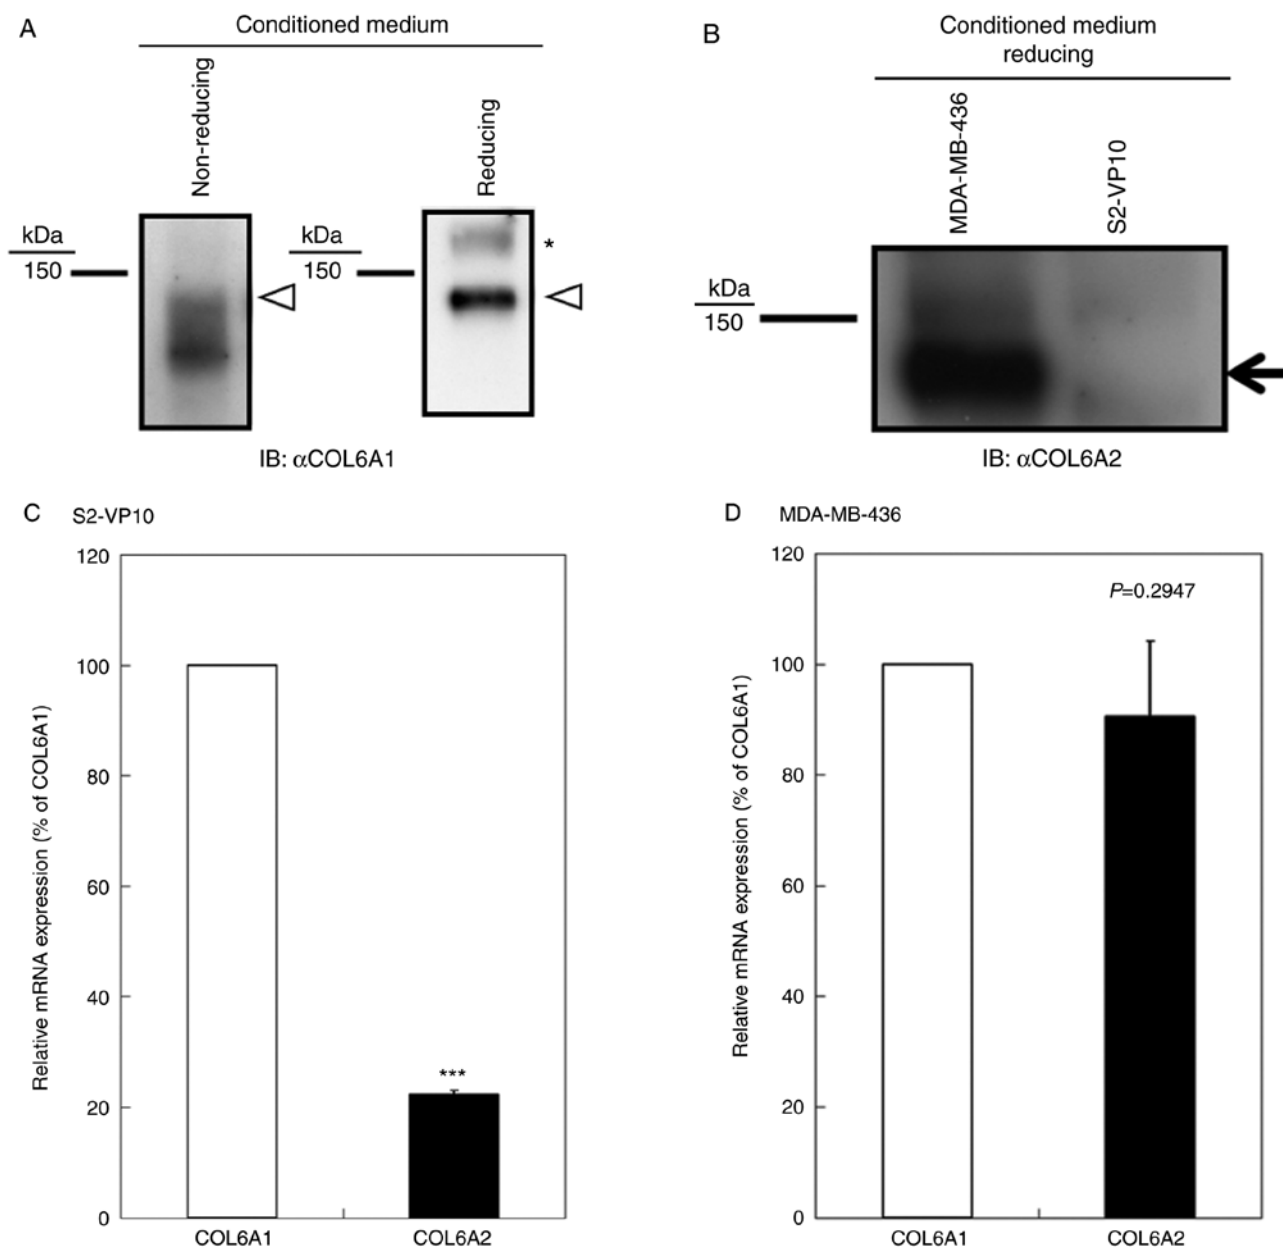 A
Conditioned medium
Non-reducing
Reducing
kDa
150
kDa
150
*
IB: αCOL6A1
B
Conditioned medium
reducing
MDA-MB-436
S2-VP10
kDa
150
IB: αCOL6A2
C
S2-VP10
Relative mRNA expression (% of COL6A1)
120
100
80
60
40
20
0
***
COL6A1
COL6A2
D
MDA-MB-436
Relative mRNA expression (% of COL6A1)
120
100
80
60
40
20
0
P=0.2947
COL6A1
COL6A2